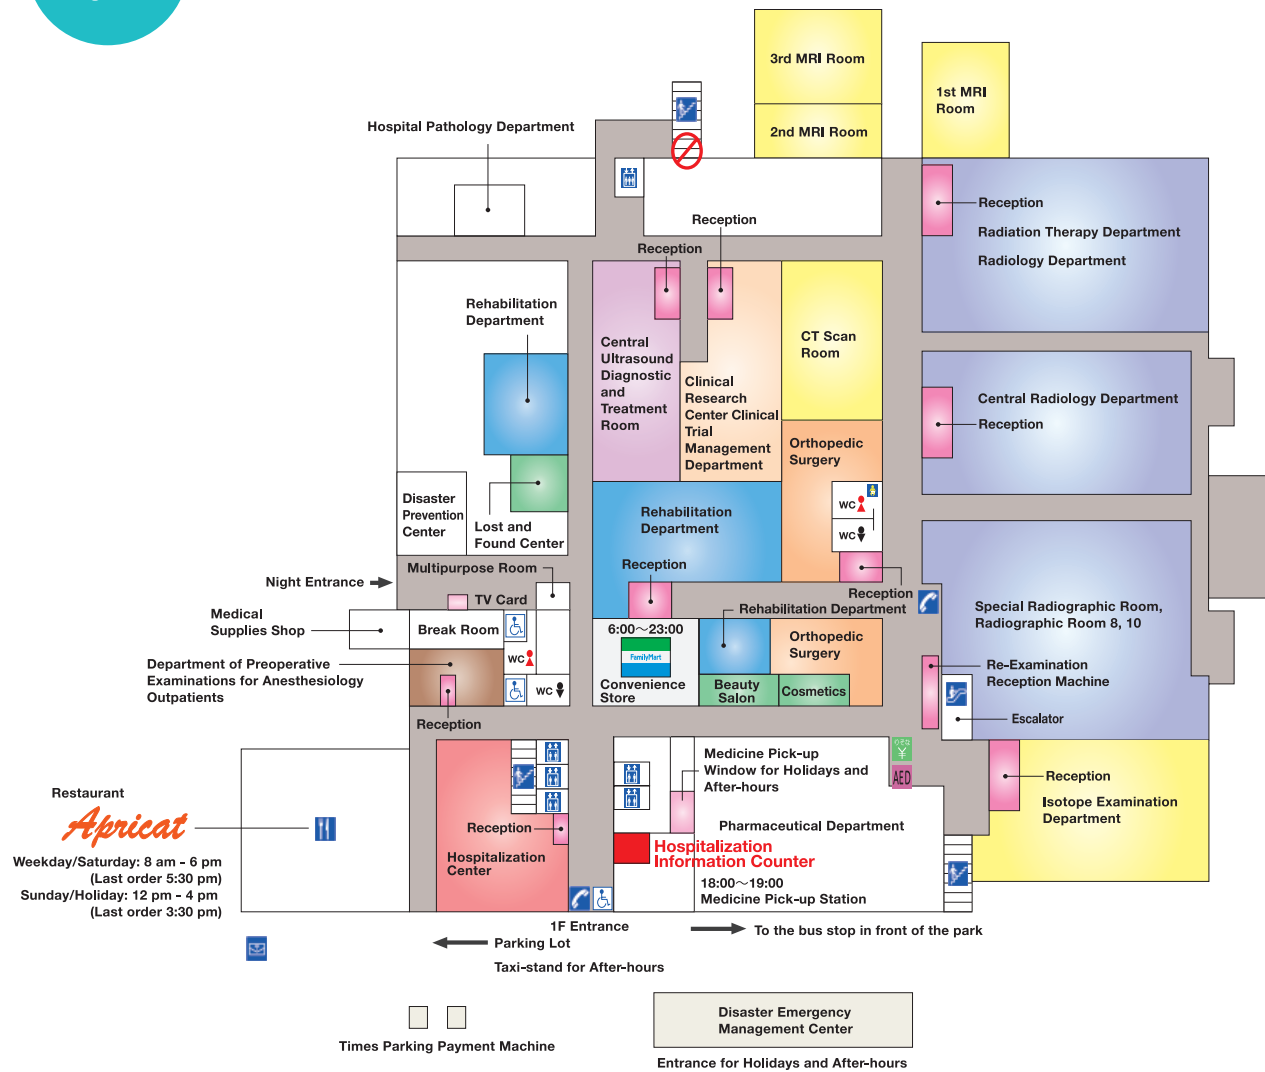 3rd MRI Room
1st MRI
Room
2nd MRI Room
Hospital Pathology Department
Reception
Reception
Radiation Therapy Department
Radiology Department
Reception
Rehabilitation
Department
CT Scan
Room
Central
Ultrasound
Diagnostic
and
Treatment
Room
Clinical
Research
Center Clinical
Trial
Management
Department
Central Radiology Department
Reception
Orthopedic
Surgery
Disaster
Prevention
Center
Lost and
Found Center
Rehabilitation
Department
WC
WC
Reception
Multipurpose Room
Night Entrance
TV Card
Reception
Rehabilitation Department
Special Radiographic Room,
Radiographic Room 8, 10
Medical
Supplies Shop
Break Room
6:00~23:00
FamilyMart
Convenience
Store
Orthopedic
Surgery
WC
Department of Preoperative
Examinations for Anesthesiology
Outpatients
Re-Examination
Reception Machine
Beauty
Salon
Cosmetics
WC
Reception
Escalator
Medicine Pick-up
Window for Holidays and
After-hours
¥
AED
Reception
Isotope Examination
Department
Restaurant
Apricat
Weekday/Saturday: 8 am - 6 pm
(Last order 5:30 pm)
Sunday/Holiday: 12 pm - 4 pm
(Last order 3:30 pm)
Reception
Hospitalization
Center
Pharmaceutical Department
Hospitalization
Information Counter
18:00~19:00
Medicine Pick-up Station
1F Entrance
Parking Lot
To the bus stop in front of the park
Taxi-stand for After-hours
Disaster Emergency
Management Center
Times Parking Payment Machine
Entrance for Holidays and After-hours